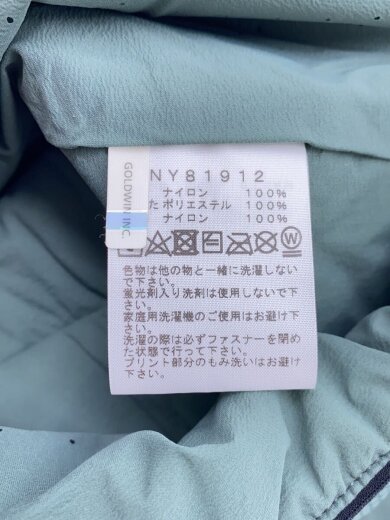 GOLDWIN INC.
NY81912
ナイロン 100%
た ポリエステル 100%
ナイロン 100%
W
色物は他の物と一緒に洗濯しない
で下さい。
蛍光剤入り洗剤は使用しないで下
さい。
家庭用洗濯機のご使用はお避け下
さい。
洗濯の際は必ずファスナーを閉め
た状態で行って下さい。
プリント部分のもみ洗いはお避け
下さい。